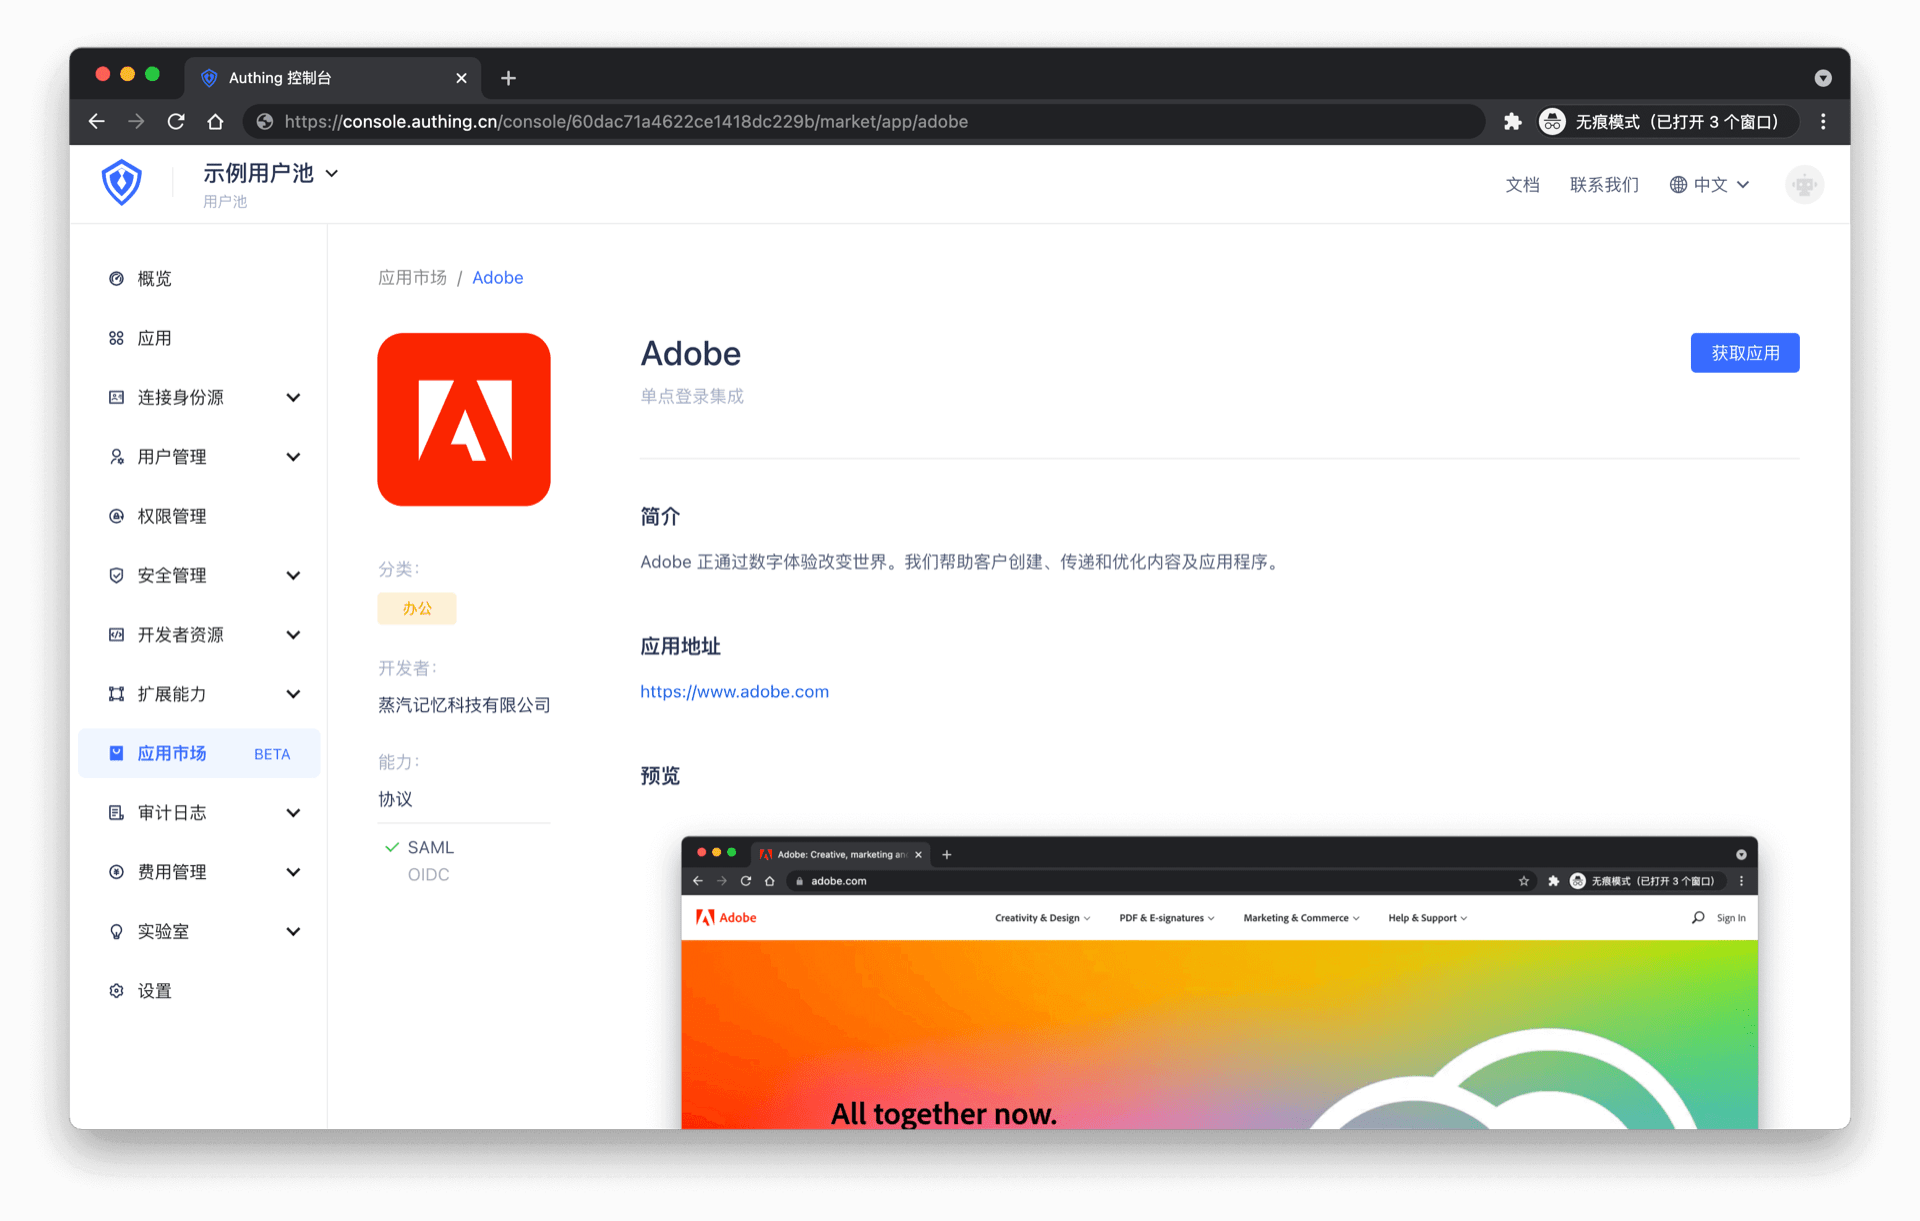 Authing 控制台
https://console.authing.cn/console/60dac71a4622ce1418dc229b/market/app/adobe
无痕模式（已打开 3 个窗口）
示例用户池
用户池
文档
联系我们
中文
概览
应用
连接身份源
用户管理
权限管理
安全管理
开发者资源
扩展能力
应用市场 BETA
审计日志
费用管理
实验室
设置
应用市场 / Adobe
分类：
办公
开发者：
蒸汽记忆科技有限公司
能力：
协议
SAML
OIDC
Adobe
单点登录集成
获取应用
简介
Adobe 正通过数字体验改变世界。我们帮助客户创建、传递和优化内容及应用程序。
应用地址
https://www.adobe.com
预览
Adobe: Creative, marketing an
adobe.com
无痕模式（已打开 3 个窗口）
Adobe
Creativity & Design
PDF & E-signatures
Marketing & Commerce
Help & Support
Sign In
All together now.